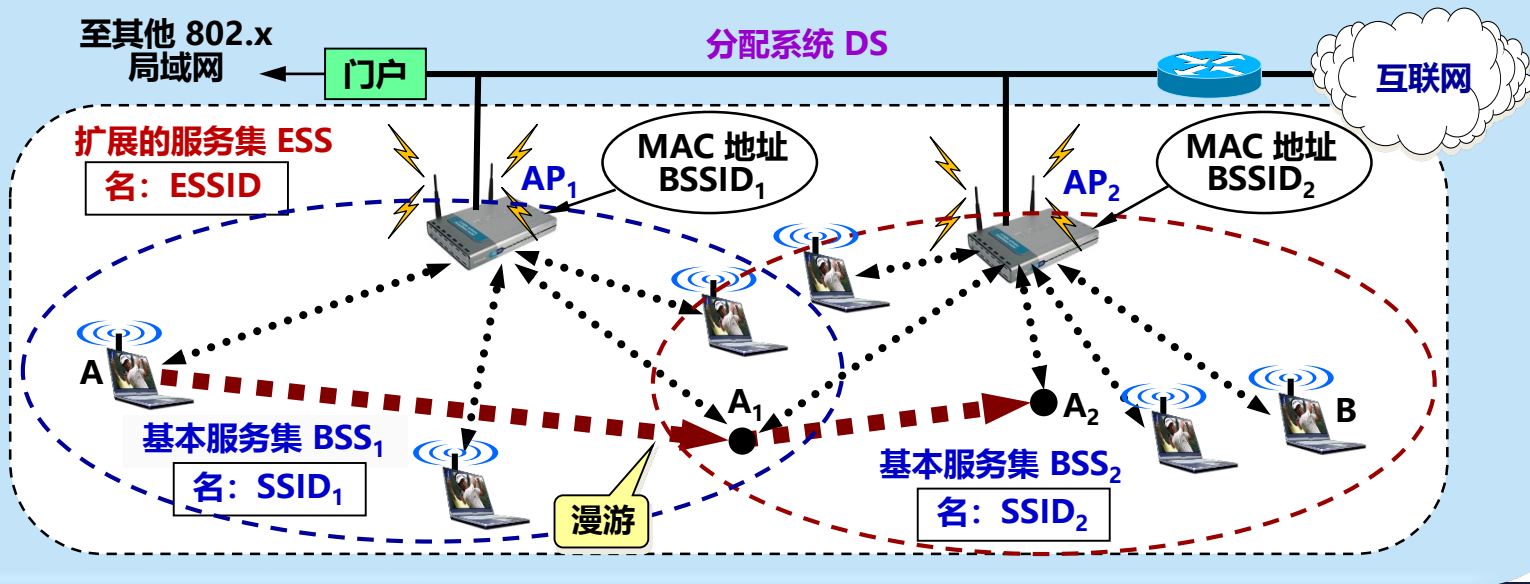 至其他 802.x
局域网
门户
分配系统 DS
互联网
扩展的服务集 ESS
名：ESSID
AP₁
MAC 地址
BSSID₁
AP₂
MAC 地址
BSSID₂
A
A₁
A₂
B
基本服务集 BSS₁
名：SSID₁
漫游
基本服务集 BSS₂
名：SSID₂